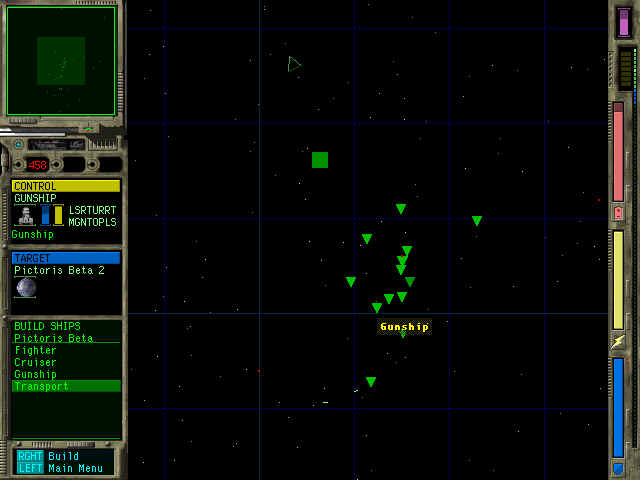 458
CONTROL
GUNSHIP
LSRTURRT
MGNTOPLS
Gunship
TARGET
Pictoris Beta 2
BUILD SHIPS
Pictoris Beta
Fighter
Cruiser
Gunship
Transport
RGHT Build
LEFT Main Menu
Gunship